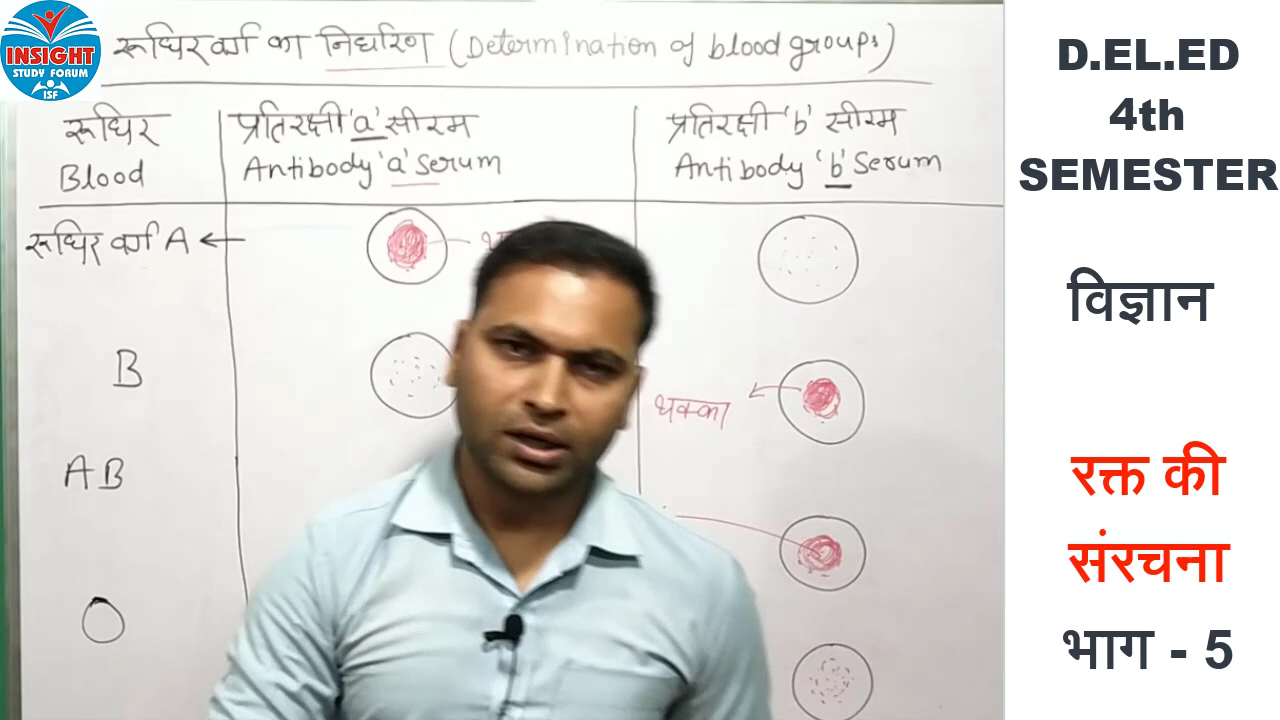 INSIGHT
STUDY FORUM
ISF
रूधिर वर्ग का निर्धारण (Determination of blood groups)
रूधिर
Blood
प्रतिरक्षी 'a' सीरम
Antibody 'a' Serum
प्रतिरक्षी 'b' सीरम
Antibody 'b' Serum
रूधिर वर्ग A
B
थक्का
AB
O
D.EL.ED
4th
SEMESTER
विज्ञान
रक्त की
संरचना
भाग - 5